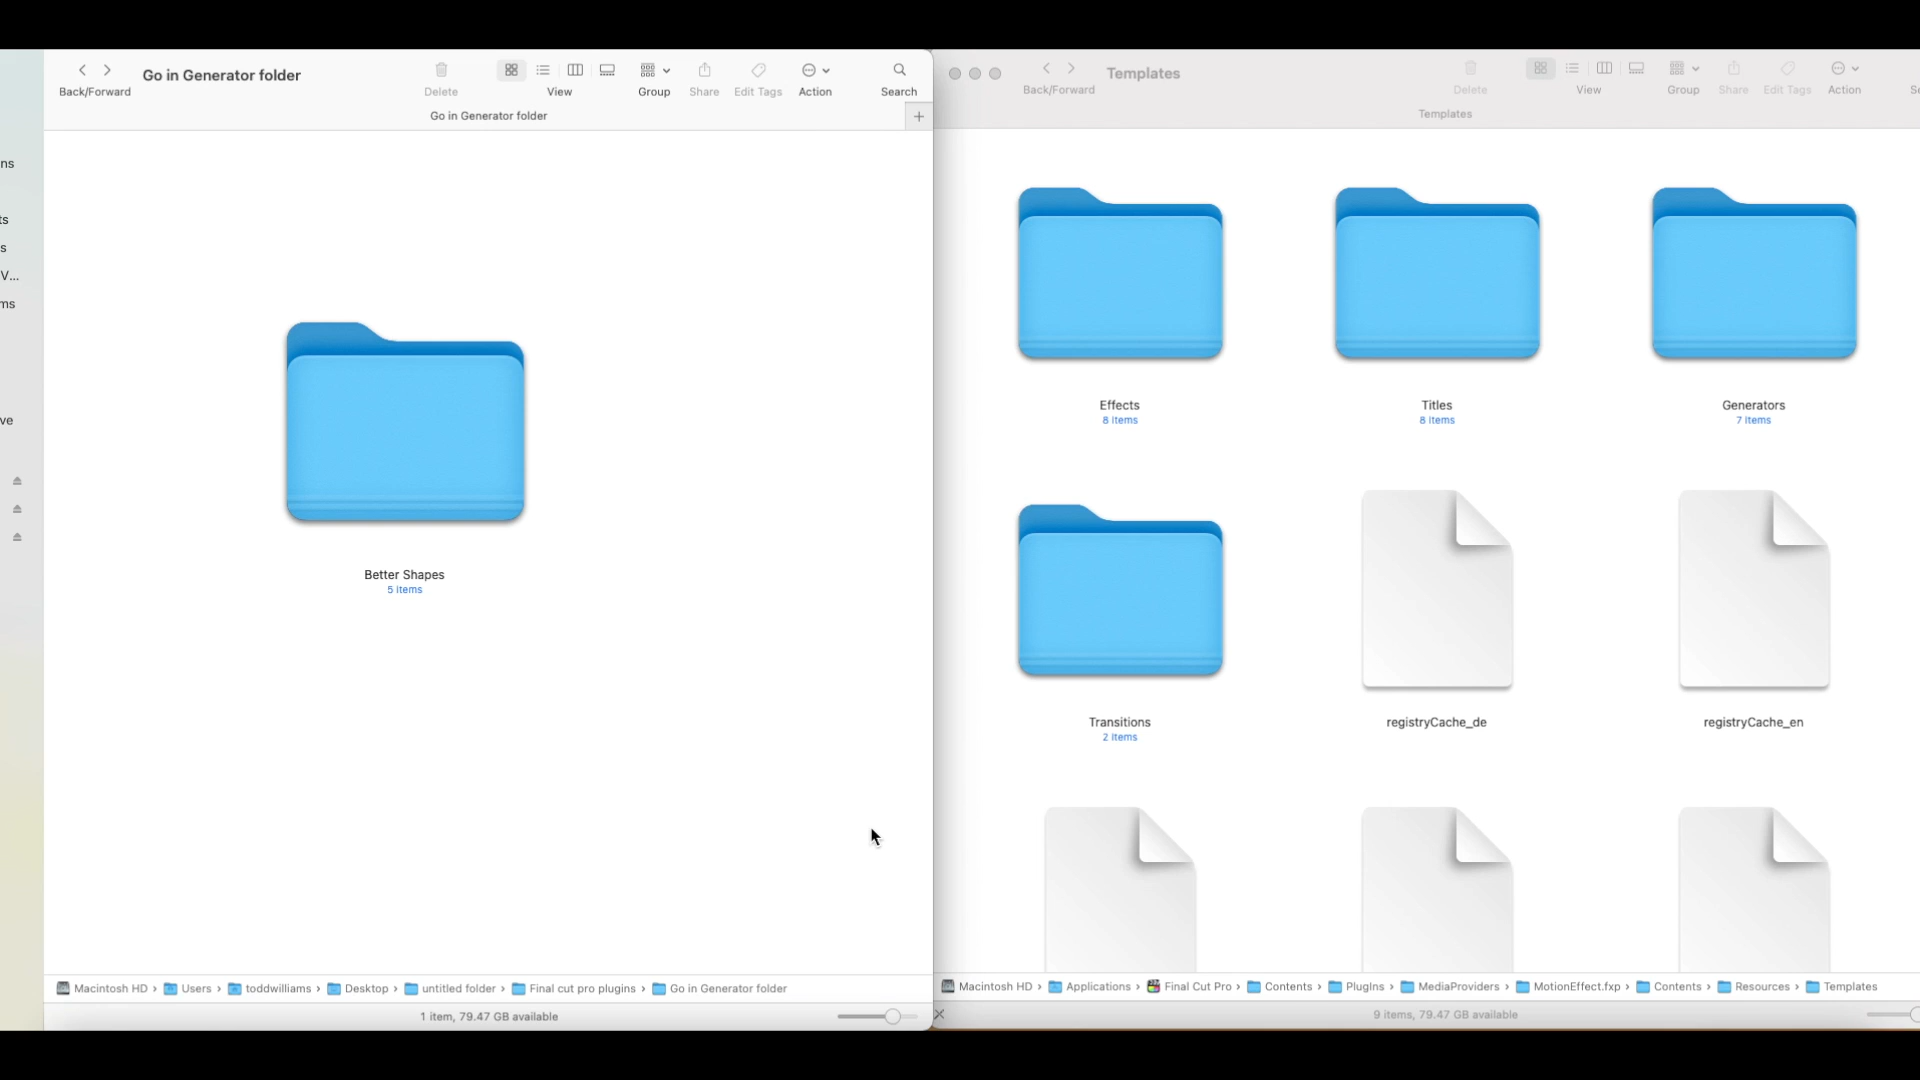 Back/Forward
Go in Generator folder
Delete
View
Group
Share
Edit Tags
Action
Search
Go in Generator folder
ns
ts
s
V...
ms
ve
Better Shapes
5 items
Macintosh HD › Users › toddwilliams › Desktop › untitled folder › Final cut pro plugins › Go in Generator folder
1 item, 79.47 GB available
Back/Forward
Templates
Delete
View
Group
Share
Edit Tags
Action
Se
Templates
Effects
8 items
Titles
8 items
Generators
7 items
Transitions
2 items
registryCache_de
registryCache_en
Macintosh HD › Applications › Final Cut Pro › Contents › PlugIns › MediaProviders › MotionEffect.fxp › Contents › Resources › Templates
9 items, 79.47 GB available